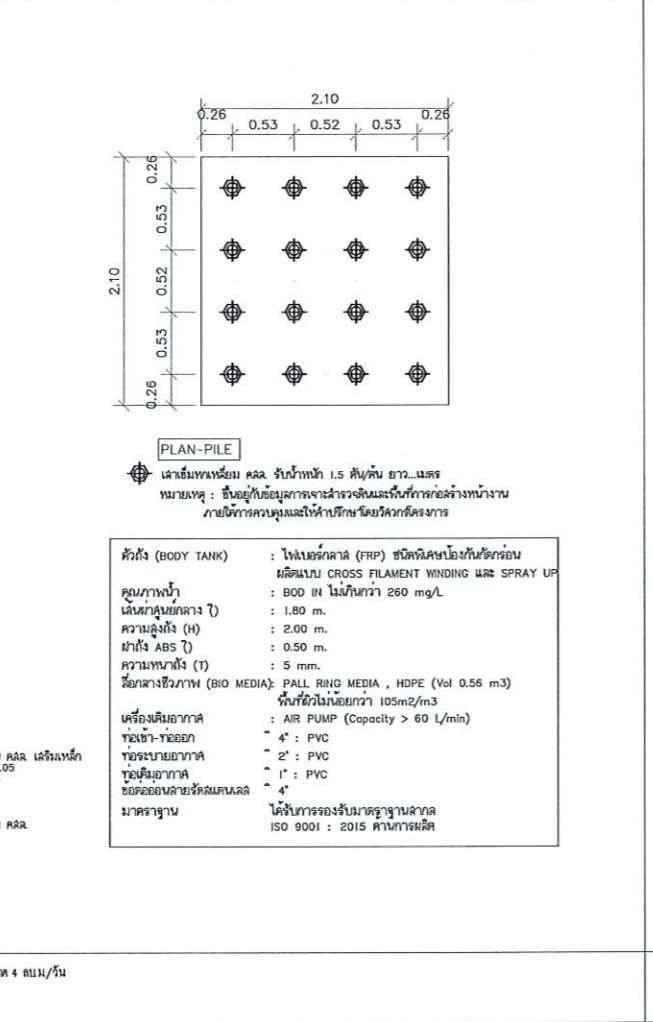 2.10
0.26 0.53 0.52 0.53 0.26
0.26
0.53
0.52
0.53
0.26
2.10
PLAN-PILE
เสาเข็มหกเหลี่ยม คสล. รับน้ำหนัก 1.5 ตัน/ต้น ยาว...เมตร
หมายเหตุ : ขึ้นอยู่กับข้อมูลการเจาะสำรวจดินและพื้นที่การก่อสร้างหน้างาน
ภายใต้การควบคุมและให้คำปรึกษาโดยวิศวกรโครงการ
ตัวถัง (BODY TANK) : ไฟเบอร์กลาส (FRP) ชนิดพิเศษป้องกันกัดกร่อน
ผลิตแบบ CROSS FILAMENT WINDING และ SPRAY UP
คุณภาพน้ำ : BOD IN ไม่เกินกว่า 260 mg/L
เส้นผ่าศูนย์กลาง ?) : 1.80 m.
ความสูงถัง (H) : 2.00 m.
ฝาถัง ABS ?) : 0.50 m.
ความหนาถัง (T) : 5 mm.
สื่อกลางชีวภาพ (BIO MEDIA): PALL RING MEDIA , HDPE (Vol 0.56 m3)
พื้นที่ผิวไม่น้อยกว่า 105m2/m3
เครื่องเติมอากาศ : AIR PUMP (Capacity > 60 L/min)
ท่อเข้า-ท่อออก 4" : PVC
ท่อระบายอากาศ 2" : PVC
ท่อเติมอากาศ 1" : PVC
ข้อต่ออ่อนสายรัดสแตนเลส 4"
มาตราฐาน ได้รับการรองรับมาตราฐานสากล
ISO 9001 : 2015 ด้านการผลิต
คสล. เสริมเหล็ก
.05
คสล.
4 ลบม/วัน